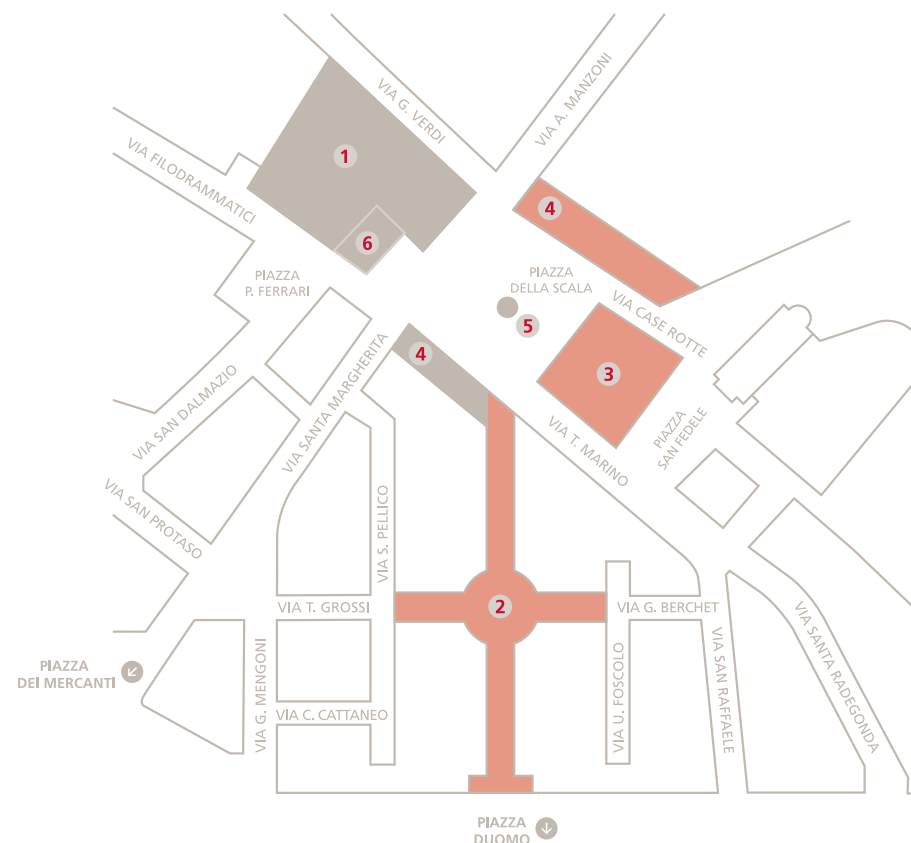 VIA G. VERDI
VIA A. MANZONI
1
VIA FILODRAMMATICI
4
6
PIAZZA
P. FERRARI
PIAZZA
DELLA SCALA
5
VIA CASE ROTTE
4
3
VIA SANTA MARGHERITA
VIA SAN DALMAZIO
VIA T. MARINO
PIAZZA
SAN FEDELE
VIA SAN PROTASO
VIA S. PELLICO
VIA T. GROSSI
2
VIA G. BERCHET
VIA SANTA RADEGONDA
VIA SAN RAFFAELE
VIA U. FOSCOLO
PIAZZA
DEI MERCANTI
VIA G. MENGONI
VIA C. CATTANEO
PIAZZA
DUOMO